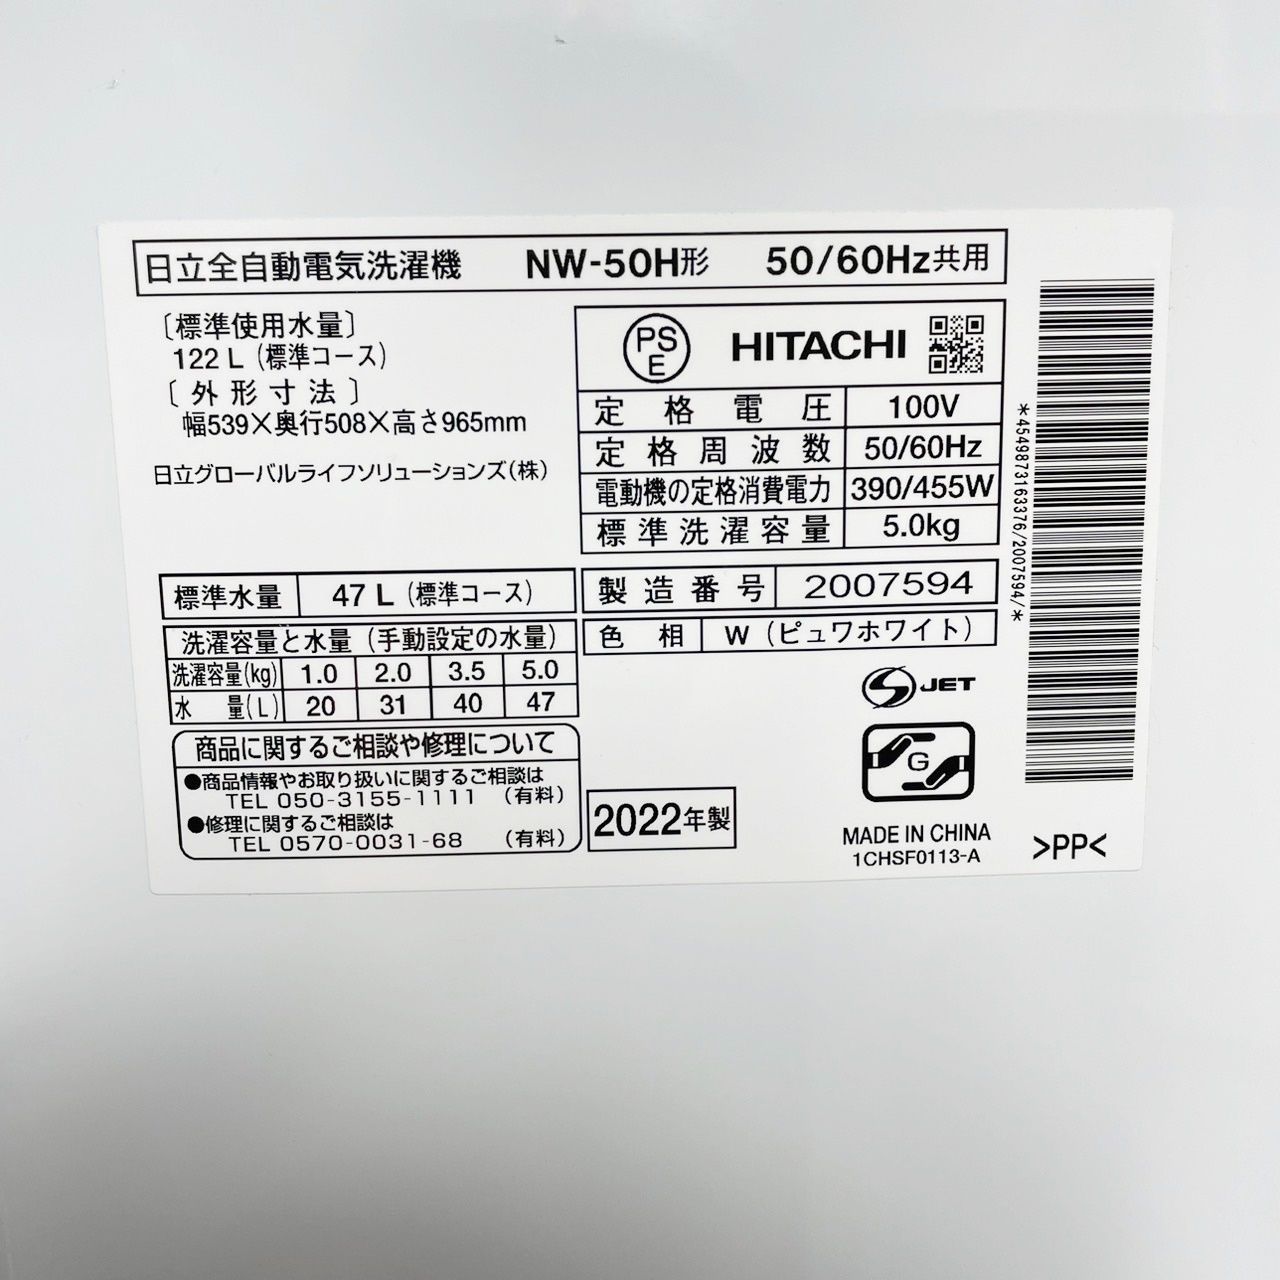 日立全自動電気洗濯機 NW-50H形 50/60Hz共用
〔標準使用水量〕
122 L (標準コース)
〔外形寸法〕
幅539×奥行508×高さ965mm
日立グローバルライフソリューションズ(株)
PS
E
HITACHI
定格電圧 100V
定格周波数 50/60Hz
電動機の定格消費電力 390/455W
標準洗濯容量 5.0kg
標準水量 47 L (標準コース)
洗濯容量と水量 (手動設定の水量)
洗濯容量(kg) 1.0 2.0 3.5 5.0
水量(L) 20 31 40 47
製造番号 2007594
色相 W (ピュワホワイト)
商品に関するご相談や修理について
●商品情報やお取り扱いに関するご相談は
TEL 050-3155-1111 (有料)
●修理に関するご相談は
TEL 0570-0031-68 (有料)
2022年製
S JET
G
MADE IN CHINA
1CHSF0113-A
*4549873163376/2007594/*
>PP<